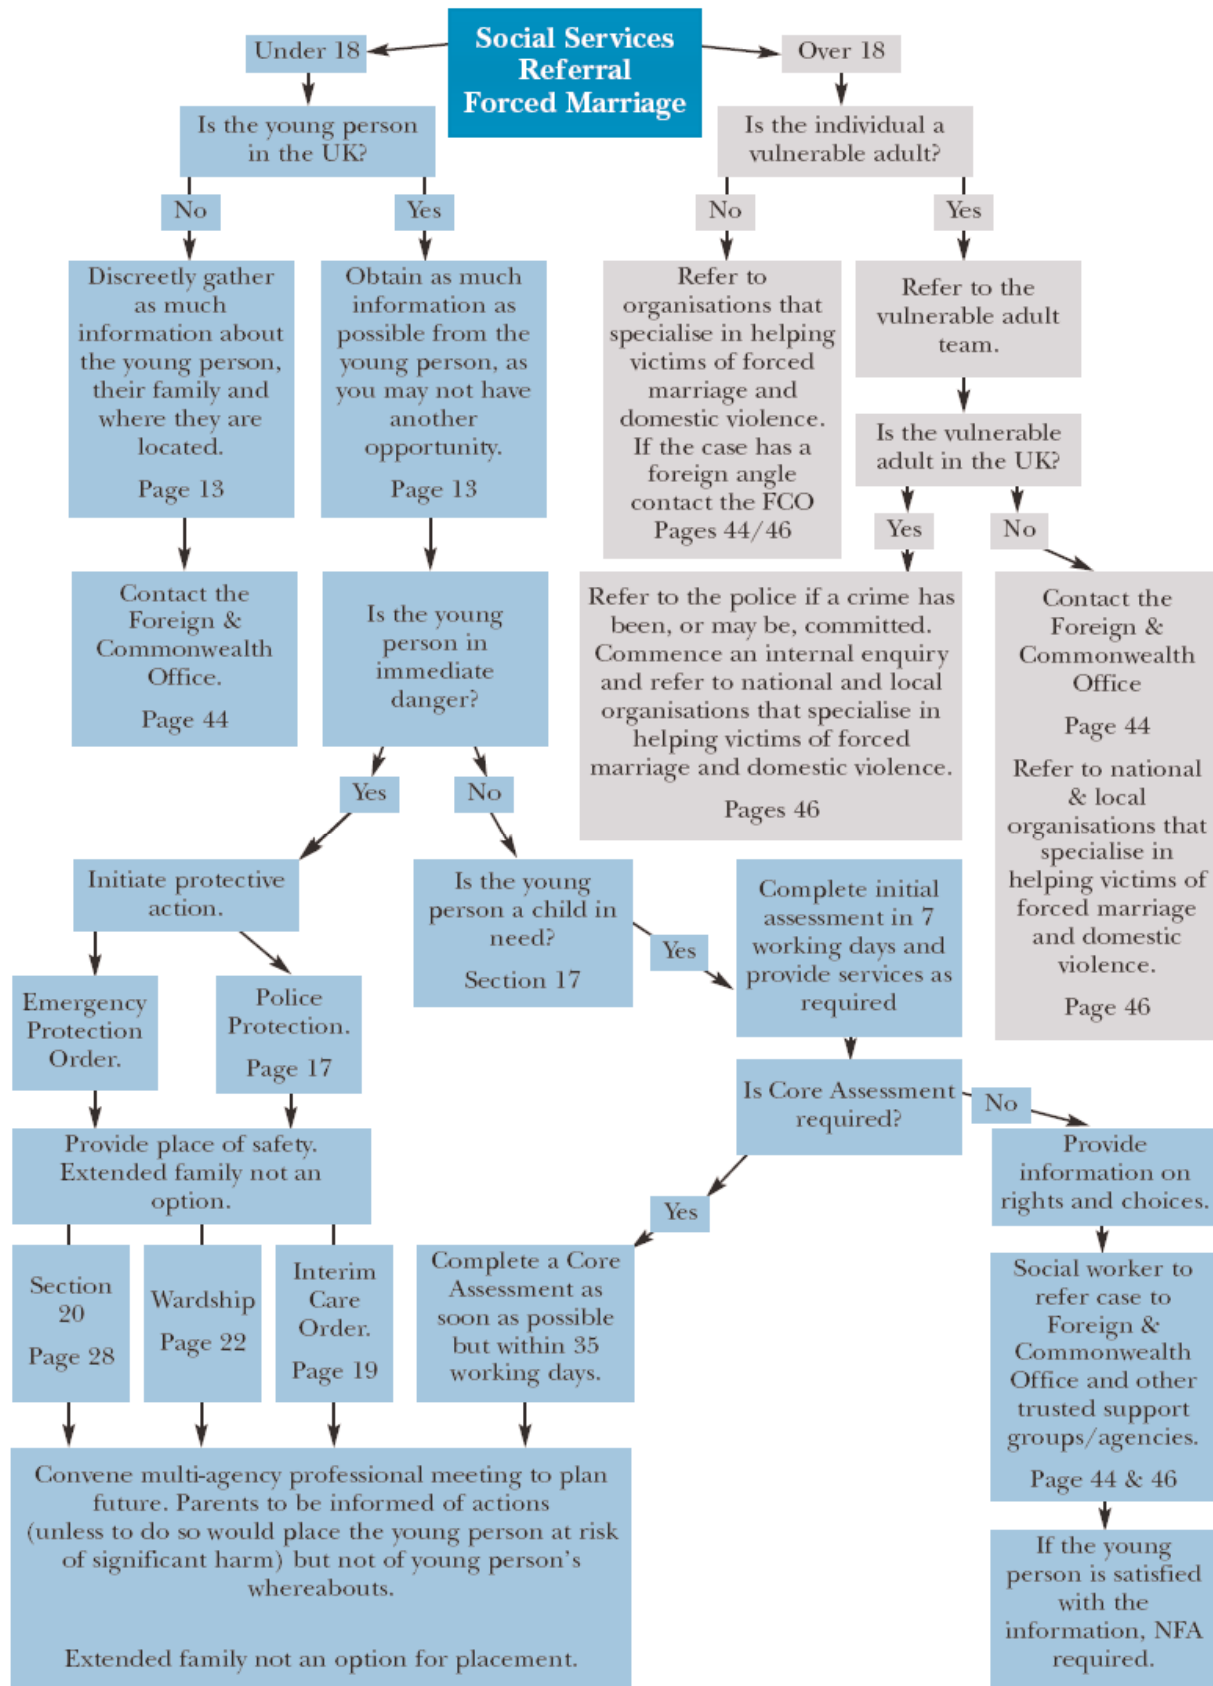 Social Services
Referral
Forced Marriage
Under 18
Over 18
Is the young person
in the UK?
Is the individual a
vulnerable adult?
No
Yes
No
Yes
Discreetly gather
as much
information about
the young person,
their family and
where they are
located.
Page 13
Obtain as much
information as
possible from the
young person, as
you may not have
another
opportunity.
Page 13
Refer to
organisations that
specialise in helping
victims of forced
marriage and
domestic violence.
If the case has a
foreign angle
contact the FCO
Pages 44/46
Refer to the
vulnerable adult
team.
Is the vulnerable
adult in the UK?
Yes
No
Contact the
Foreign &
Commonwealth
Office.
Page 44
Is the young
person in
immediate
danger?
Refer to the police if a crime has
been, or may be, committed.
Commence an internal enquiry
and refer to national and local
organisations that specialise in
helping victims of forced
marriage and domestic violence.
Pages 46
Contact the
Foreign &
Commonwealth
Office
Page 44
Refer to national
& local
organisations that
specialise in
helping victims of
forced marriage
and domestic
violence.
Page 46
Yes
No
Initiate protective
action.
Is the young
person a child in
need?
Section 17
Yes
Complete initial
assessment in 7
working days and
provide services as
required
Emergency
Protection
Order.
Police
Protection.
Page 17
Is Core Assessment
required?
No
Provide place of safety.
Extended family not an
option.
Provide
information on
rights and choices.
Yes
Section
20
Page 28
Wardship
Page 22
Interim
Care
Order.
Page 19
Complete a Core
Assessment as
soon as possible
but within 35
working days.
Social worker to
refer case to
Foreign &
Commonwealth
Office and other
trusted support
groups/agencies.
Page 44 & 46
Convene multi-agency professional meeting to plan
future. Parents to be informed of actions
(unless to do so would place the young person at risk
of significant harm) but not of young person's
whereabouts.
Extended family not an option for placement.
If the young
person is satisfied
with the
information, NFA
required.